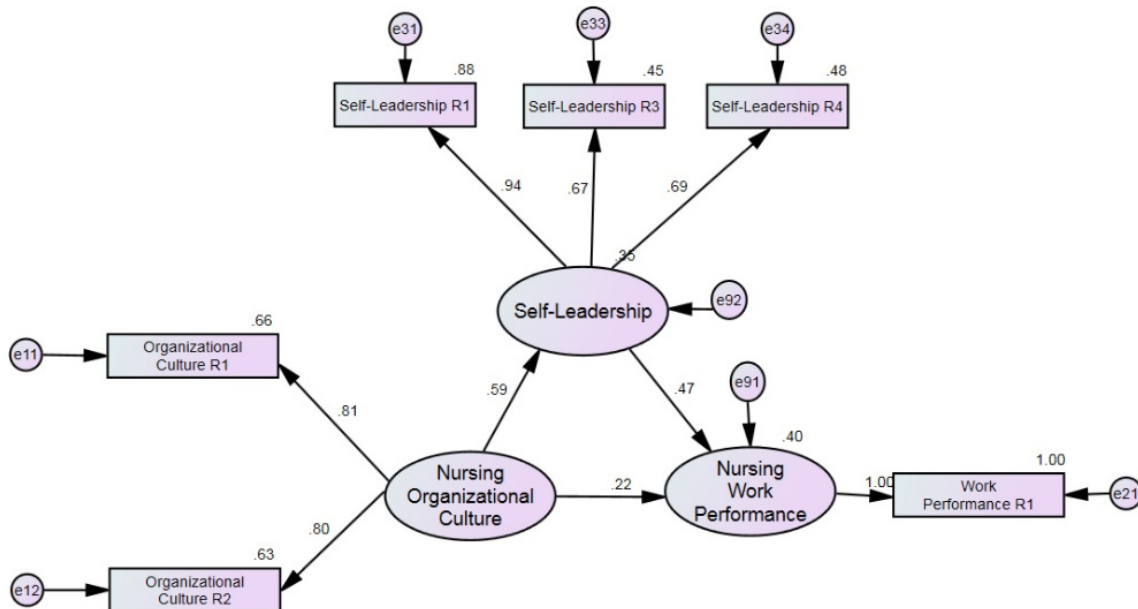 e31
e33
e34
.88
.45
.48
Self-Leadership R1
Self-Leadership R3
Self-Leadership R4
.94
.67
.69
.35
Self-Leadership
e92
.66
e11
Organizational
Culture R1
.59
.47
e91
.81
.40
1.00
Nursing
Organizational
Culture
.22
Nursing
Work
Performance
1.00
Work
Performance R1
e21
.80
.63
e12
Organizational
Culture R2